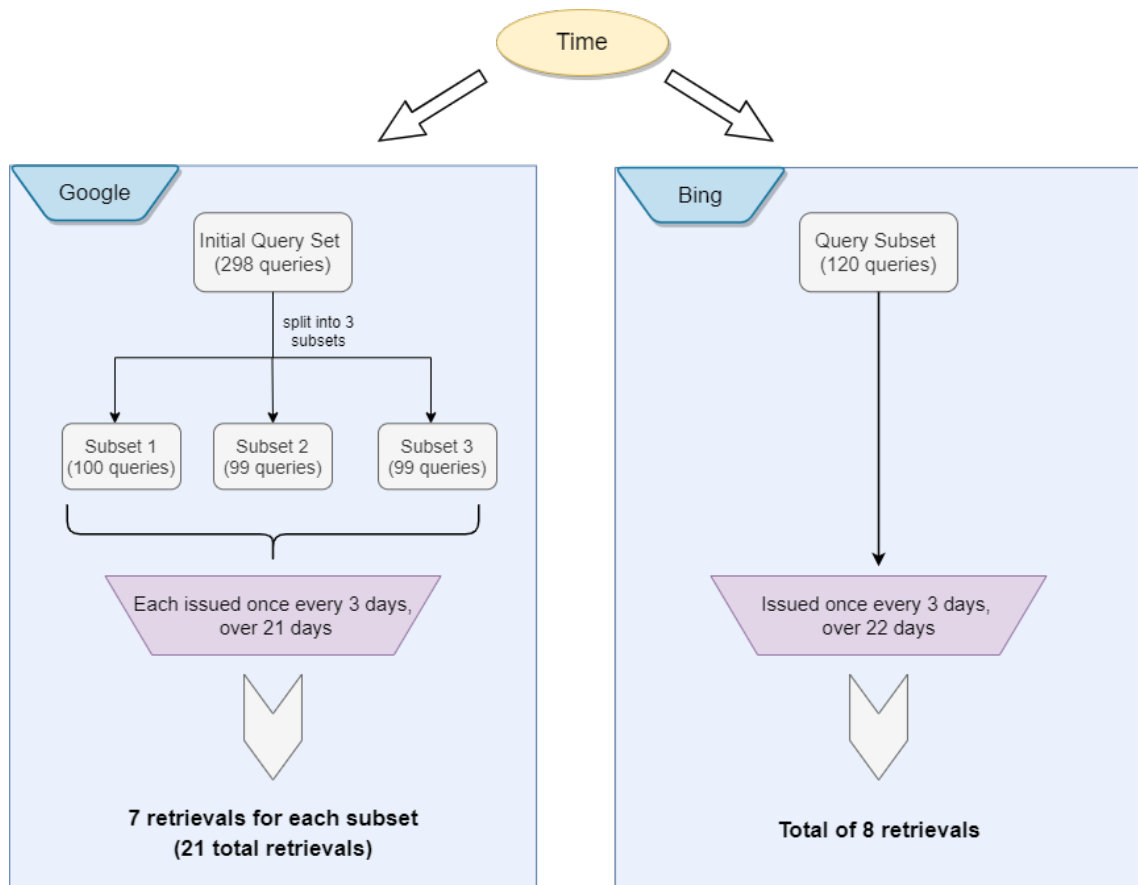 Time
Google
Initial Query Set
(298 queries)
split into 3
subsets
Subset 1
(100 queries)
Subset 2
(99 queries)
Subset 3
(99 queries)
Each issued once every 3 days,
over 21 days
7 retrievals for each subset
(21 total retrievals)
Bing
Query Subset
(120 queries)
Issued once every 3 days,
over 22 days
Total of 8 retrievals